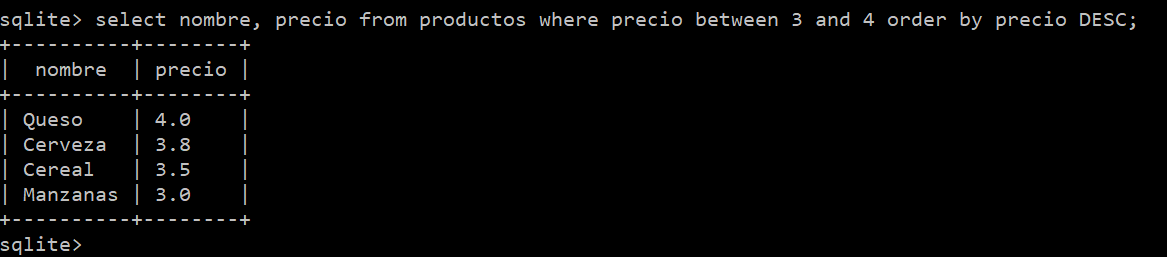 sqlite> select nombre, precio from productos where precio between 3 and 4 order by precio DESC;
+----------+--------+
|  nombre  | precio |
+----------+--------+
| Queso    | 4.0    |
| Cerveza  | 3.8    |
| Cereal   | 3.5    |
| Manzanas | 3.0    |
+----------+--------+
sqlite>